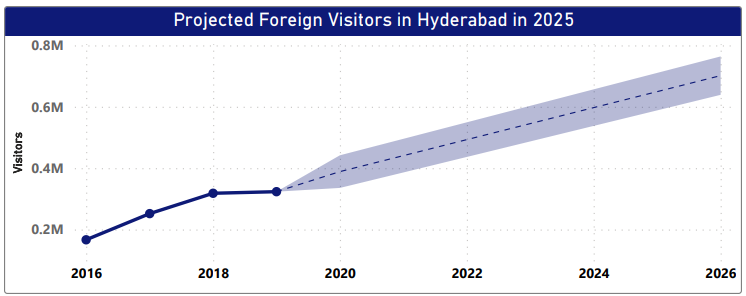 Projected Foreign Visitors in Hyderabad in 2025
0.8M
0.6M
0.4M
0.2M
Visitors
2016 2018 2020 2022 2024 2026